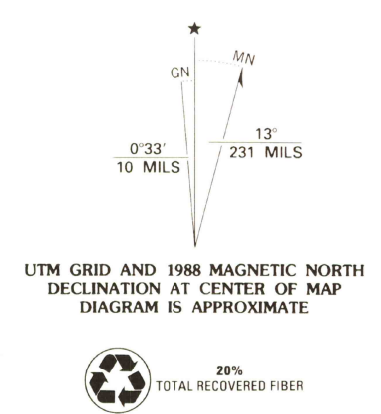 ★
MN
GN
0°33′
10 MILS
13°
231 MILS
UTM GRID AND 1988 MAGNETIC NORTH
DECLINATION AT CENTER OF MAP
DIAGRAM IS APPROXIMATE
20%
TOTAL RECOVERED FIBER